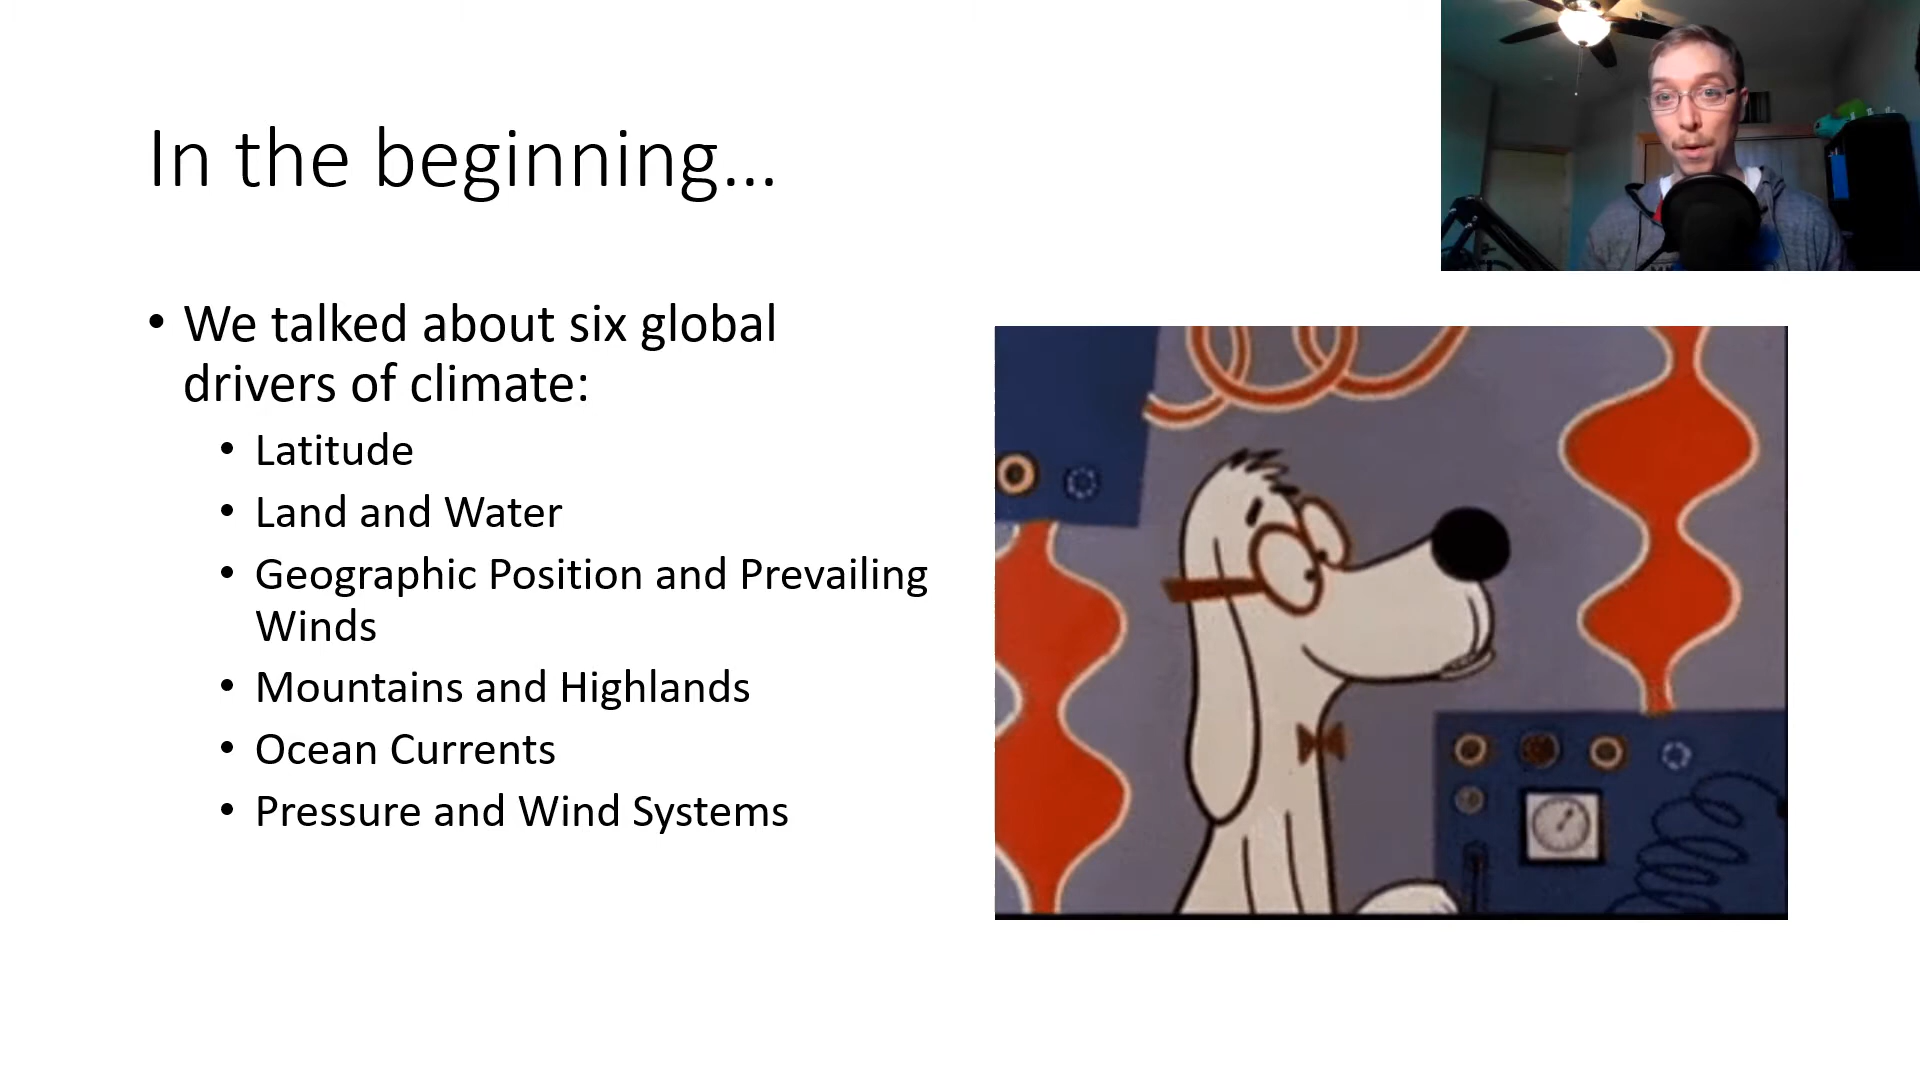 In the beginning...
• We talked about six global
drivers of climate:
• Latitude
• Land and Water
• Geographic Position and Prevailing
Winds
• Mountains and Highlands
• Ocean Currents
• Pressure and Wind Systems